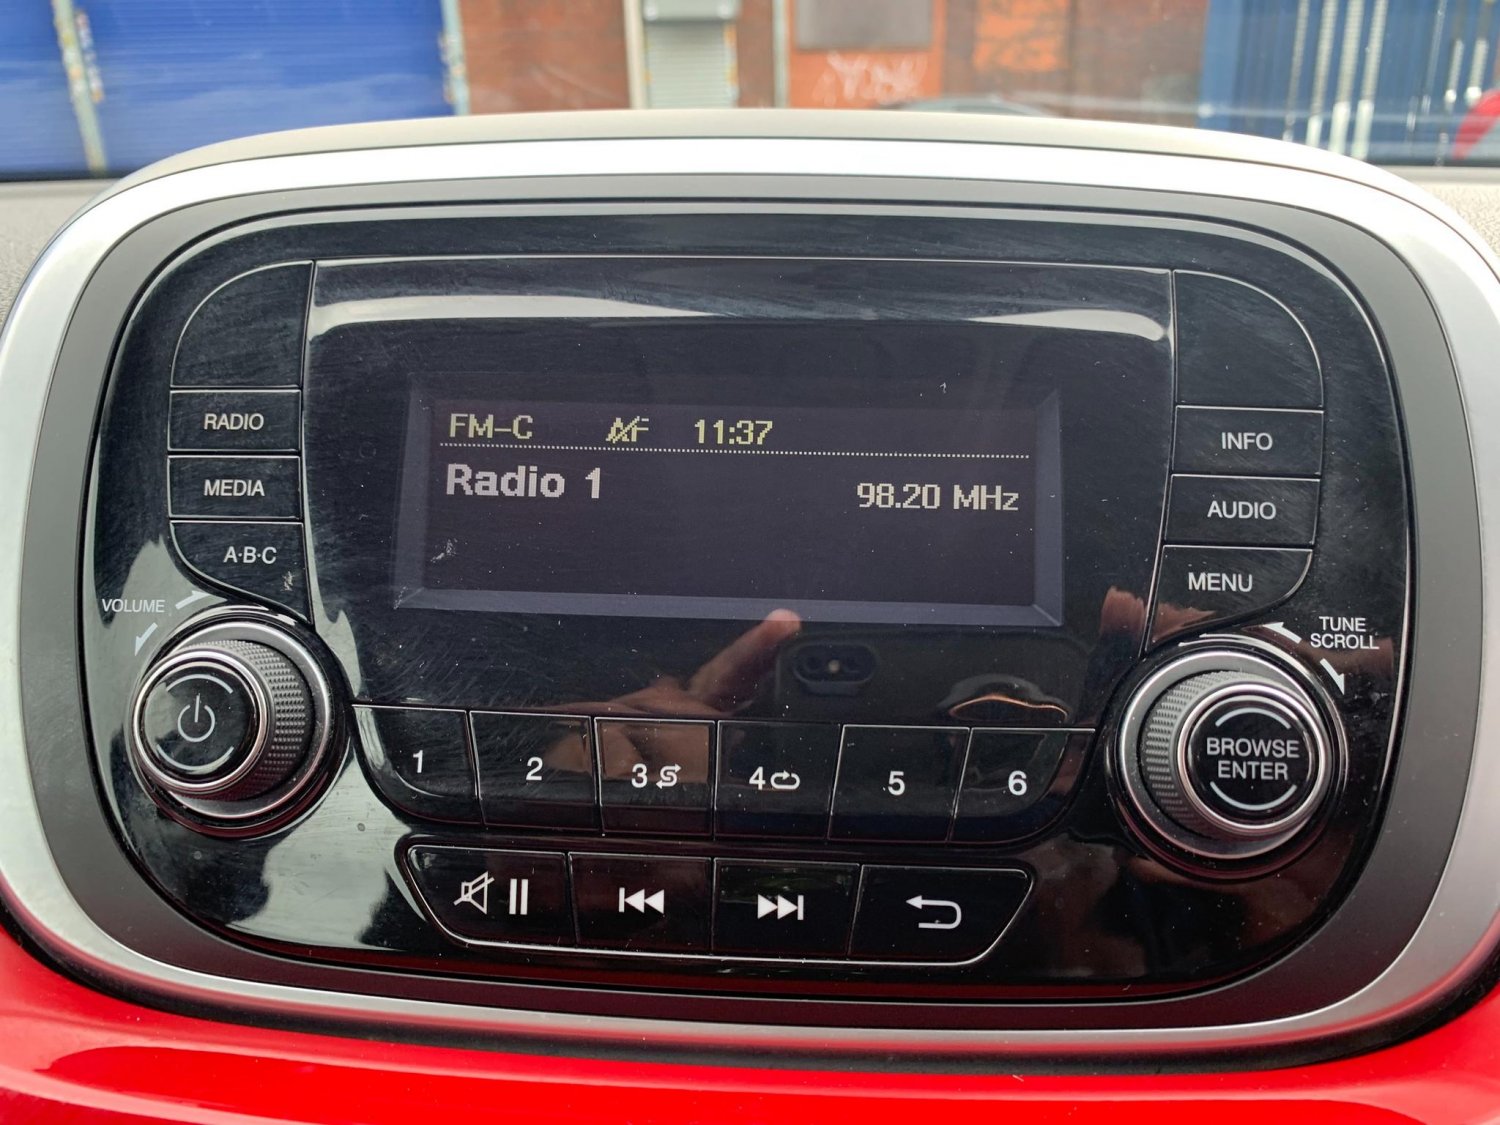 FM-C AF 11:37
Radio 1
98.20 MHz
RADIO
MEDIA
A·B·C
VOLUME
INFO
AUDIO
MENU
TUNE
SCROLL
BROWSE
ENTER
1 2 3 4 5 6